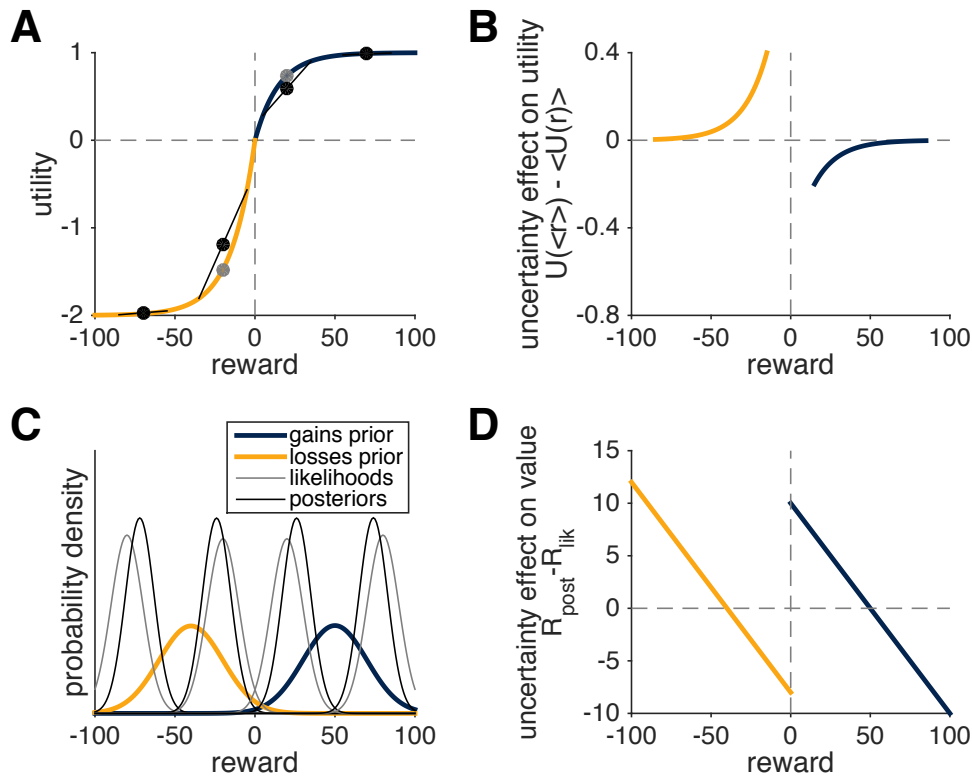 A
1
0
-1
-2
utility
-100
-50
0
50
100
reward
B
0.4
0
-0.4
-0.8
uncertainty effect on utility
U(<r>) - <U(r)>
-100
-50
0
50
100
reward
C
gains prior
losses prior
likelihoods
posteriors
probability density
-100
-50
0
50
100
reward
D
15
10
5
0
-5
-10
uncertainty effect on value
R_post-R_lik
-100
-50
0
50
100
reward